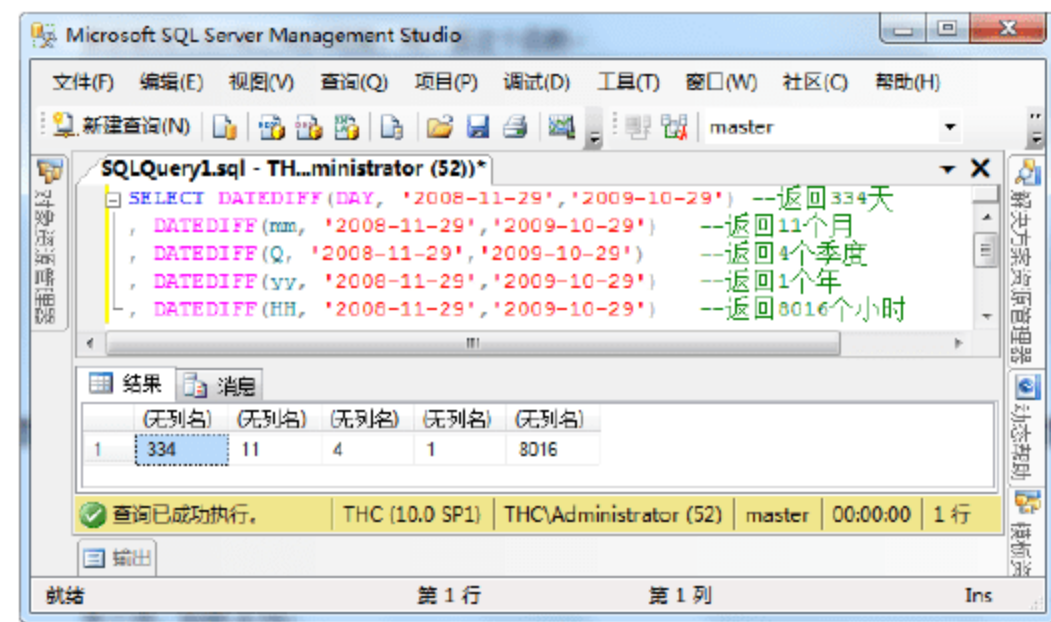 Microsoft SQL Server Management Studio
文件(F) 编辑(E) 视图(V) 查询(Q) 项目(P) 调试(D) 工具(T) 窗口(W) 社区(C) 帮助(H)
新建查询(N) master
SQLQuery1.sql - TH...ministrator (52))*
对象资源管理器
SELECT DATEDIFF(DAY, '2008-11-29','2009-10-29') --返回334天
, DATEDIFF(mm, '2008-11-29','2009-10-29') --返回11个月
, DATEDIFF(Q, '2008-11-29','2009-10-29') --返回4个季度
, DATEDIFF(yy, '2008-11-29','2009-10-29') --返回1个年
, DATEDIFF(HH, '2008-11-29','2009-10-29') --返回8016个小时
解决方案资源管理器
动态帮助
结果 消息
(无列名) (无列名) (无列名) (无列名) (无列名)
1 334 11 4 1 8016
查询已成功执行。 THC (10.0 SP1) THC\Administrator (52) master 00:00:00 1 行
输出
就绪 第 1 行 第 1 列 Ins